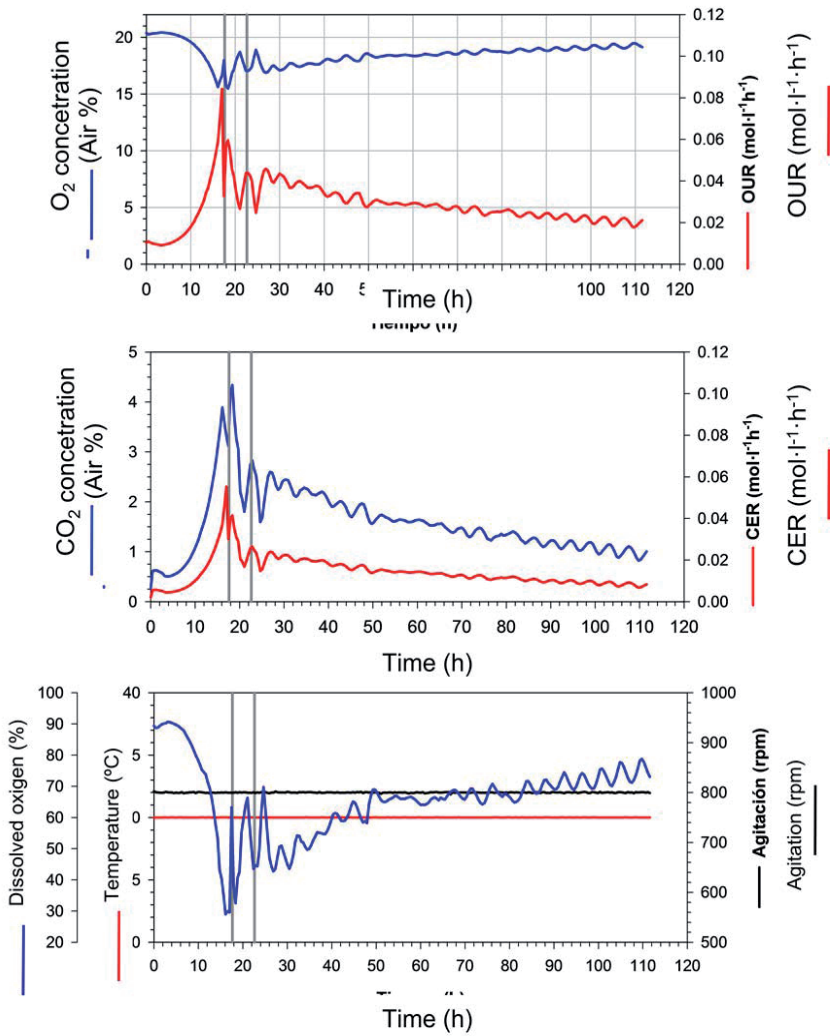 O2 concetration
(Air %)
20
15
10
5
0
0.12
0.10
0.08
0.06
0.04
0.02
0.00
OUR (mol·l-1h-1)
OUR (mol·l-1·h-1)
0 10 20 30 40 100 110 120
Time (h)
Tiempo (h)
CO2 concetration
(Air %)
5
4
3
2
1
0
0.12
0.10
0.08
0.06
0.04
0.02
0.00
CER (mol·l-1h-1)
CER (mol·l-1·h-1)
0 10 20 30 40 50 60 70 80 90 100 110 120
Time (h)
Dissolved oxigen (%)
100
90
80
70
60
50
40
30
20
Temperature (ºC)
40
5
0
5
0
1000
900
800
700
600
500
Agitación (rpm)
Agitation (rpm)
0 10 20 30 40 50 60 70 80 90 100 110 120
Time (h)